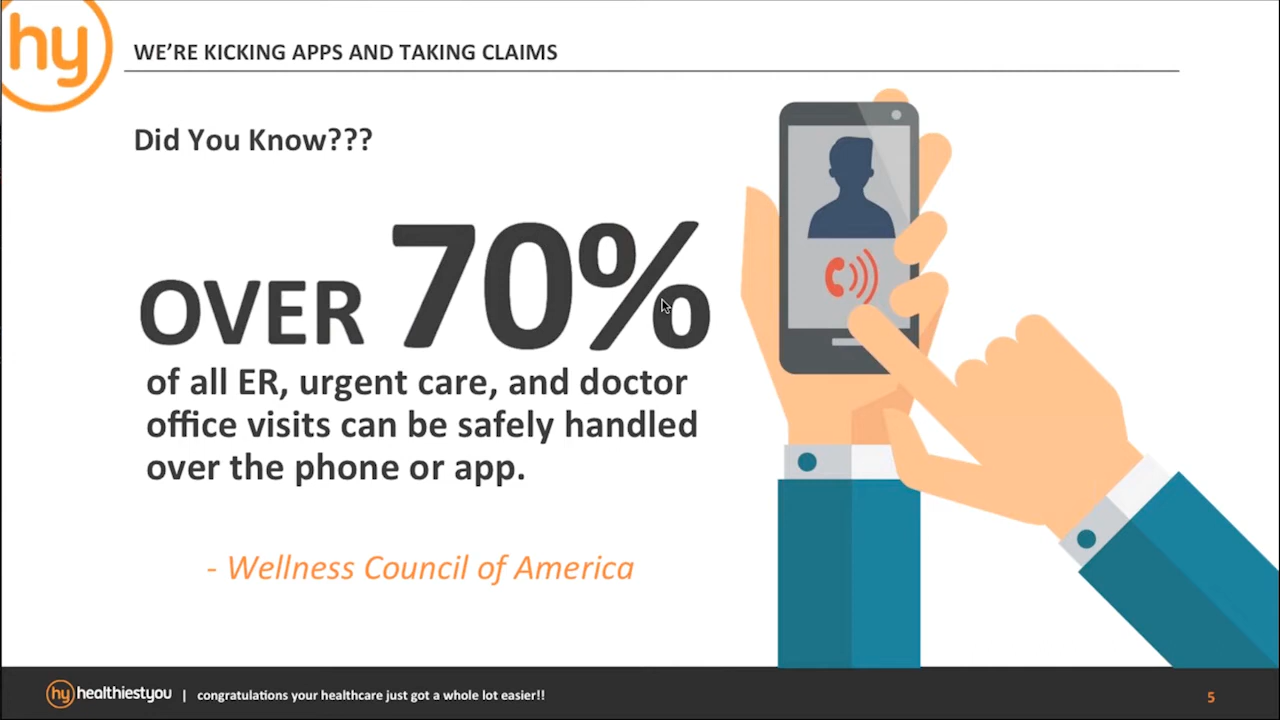 hy
WE'RE KICKING APPS AND TAKING CLAIMS
Did You Know???
OVER 70%
of all ER, urgent care, and doctor
office visits can be safely handled
over the phone or app.
- Wellness Council of America
hy healthiestyou | congratulations your healthcare just got a whole lot easier!! 5